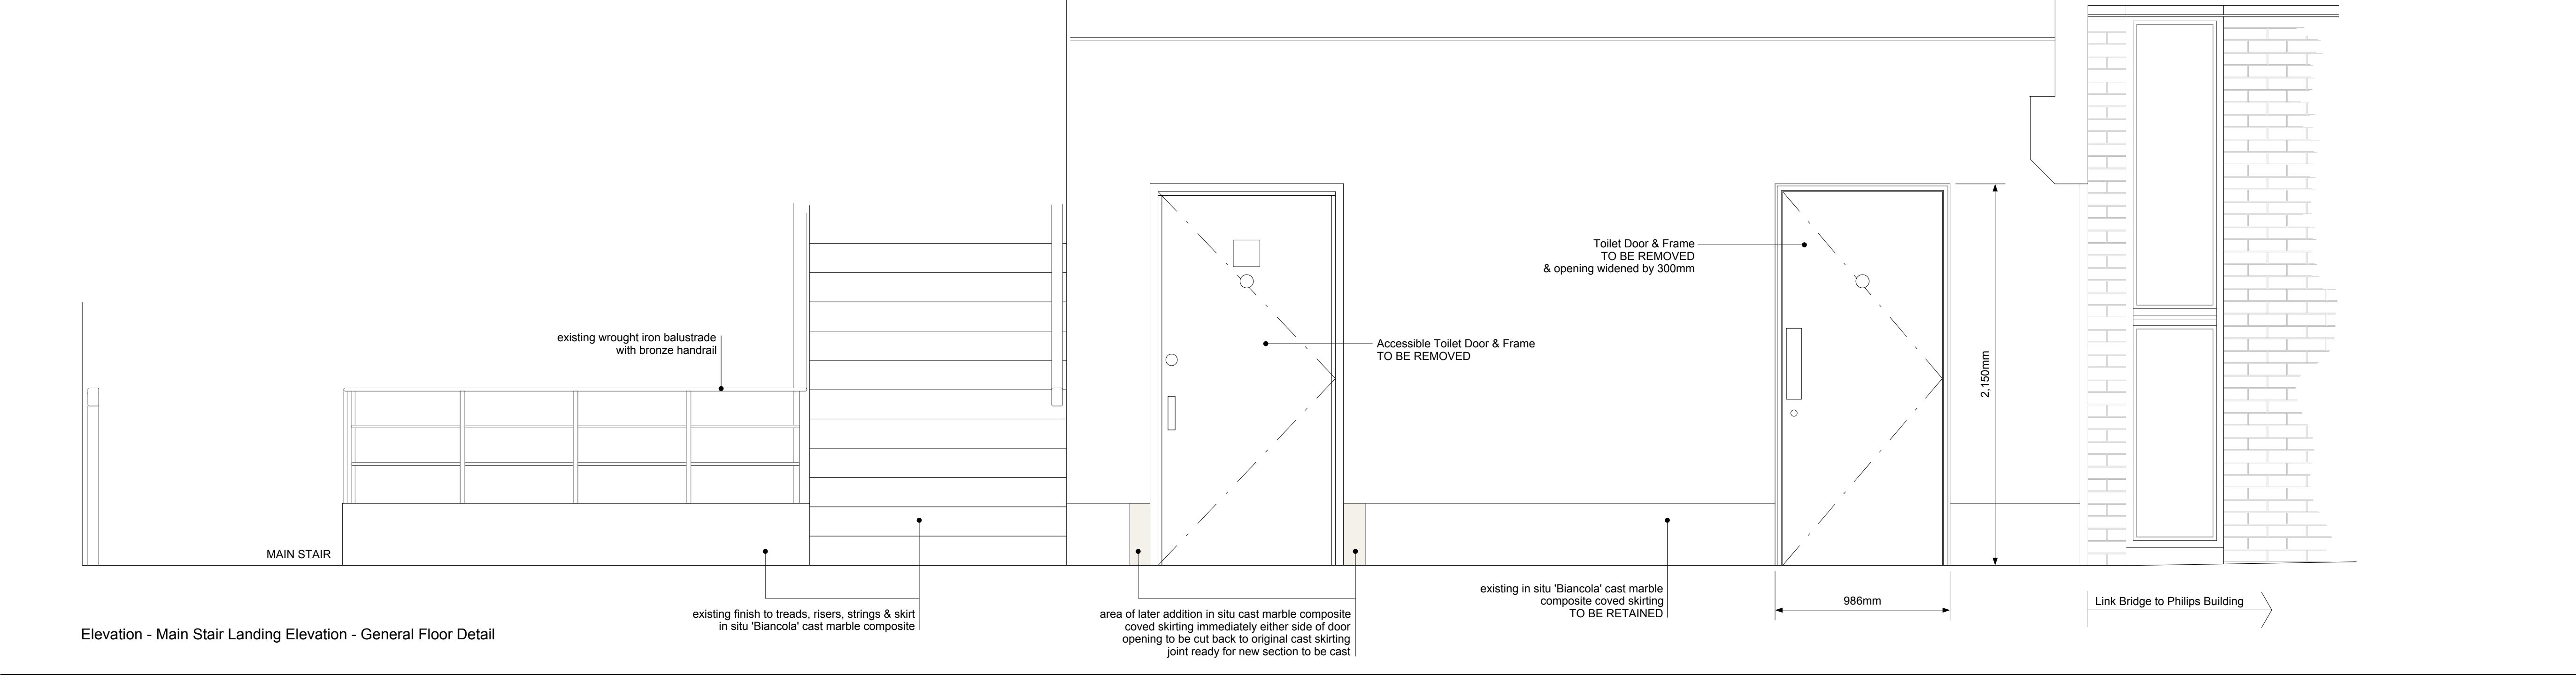 Toilet Door & Frame
TO BE REMOVED
& opening widened by 300mm
existing wrought iron balustrade
with bronze handrail
Accessible Toilet Door & Frame
TO BE REMOVED
2,150mm
MAIN STAIR
existing finish to treads, risers, strings & skirt
in situ 'Biancola' cast marble composite
area of later addition in situ cast marble composite
coved skirting immediately either side of door
opening to be cut back to original cast skirting
joint ready for new section to be cast
existing in situ 'Biancola' cast marble
composite coved skirting
TO BE RETAINED
986mm
Link Bridge to Philips Building
Elevation - Main Stair Landing Elevation - General Floor Detail